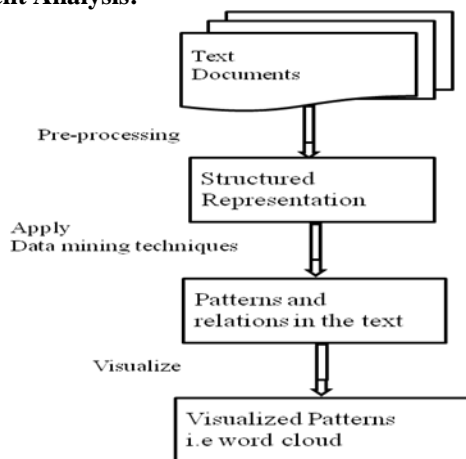 ent Analysis:
Text
Documents
Pre-processing
Structured
Representation
Apply
Data mining techniques
Patterns and
relations in the text
Visualize
Visualized Patterns
i.e word cloud